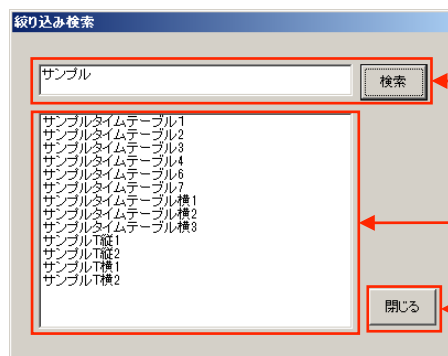 絞り込み検索
サンプル
検索
サンプルタイムテーブル1
サンプルタイムテーブル2
サンプルタイムテーブル3
サンプルタイムテーブル4
サンプルタイムテーブル6
サンプルタイムテーブル7
サンプルタイムテーブル横1
サンプルタイムテーブル横2
サンプルタイムテーブル横3
サンプルT縦1
サンプルT縦2
サンプルT横1
サンプルT横2
閉じる